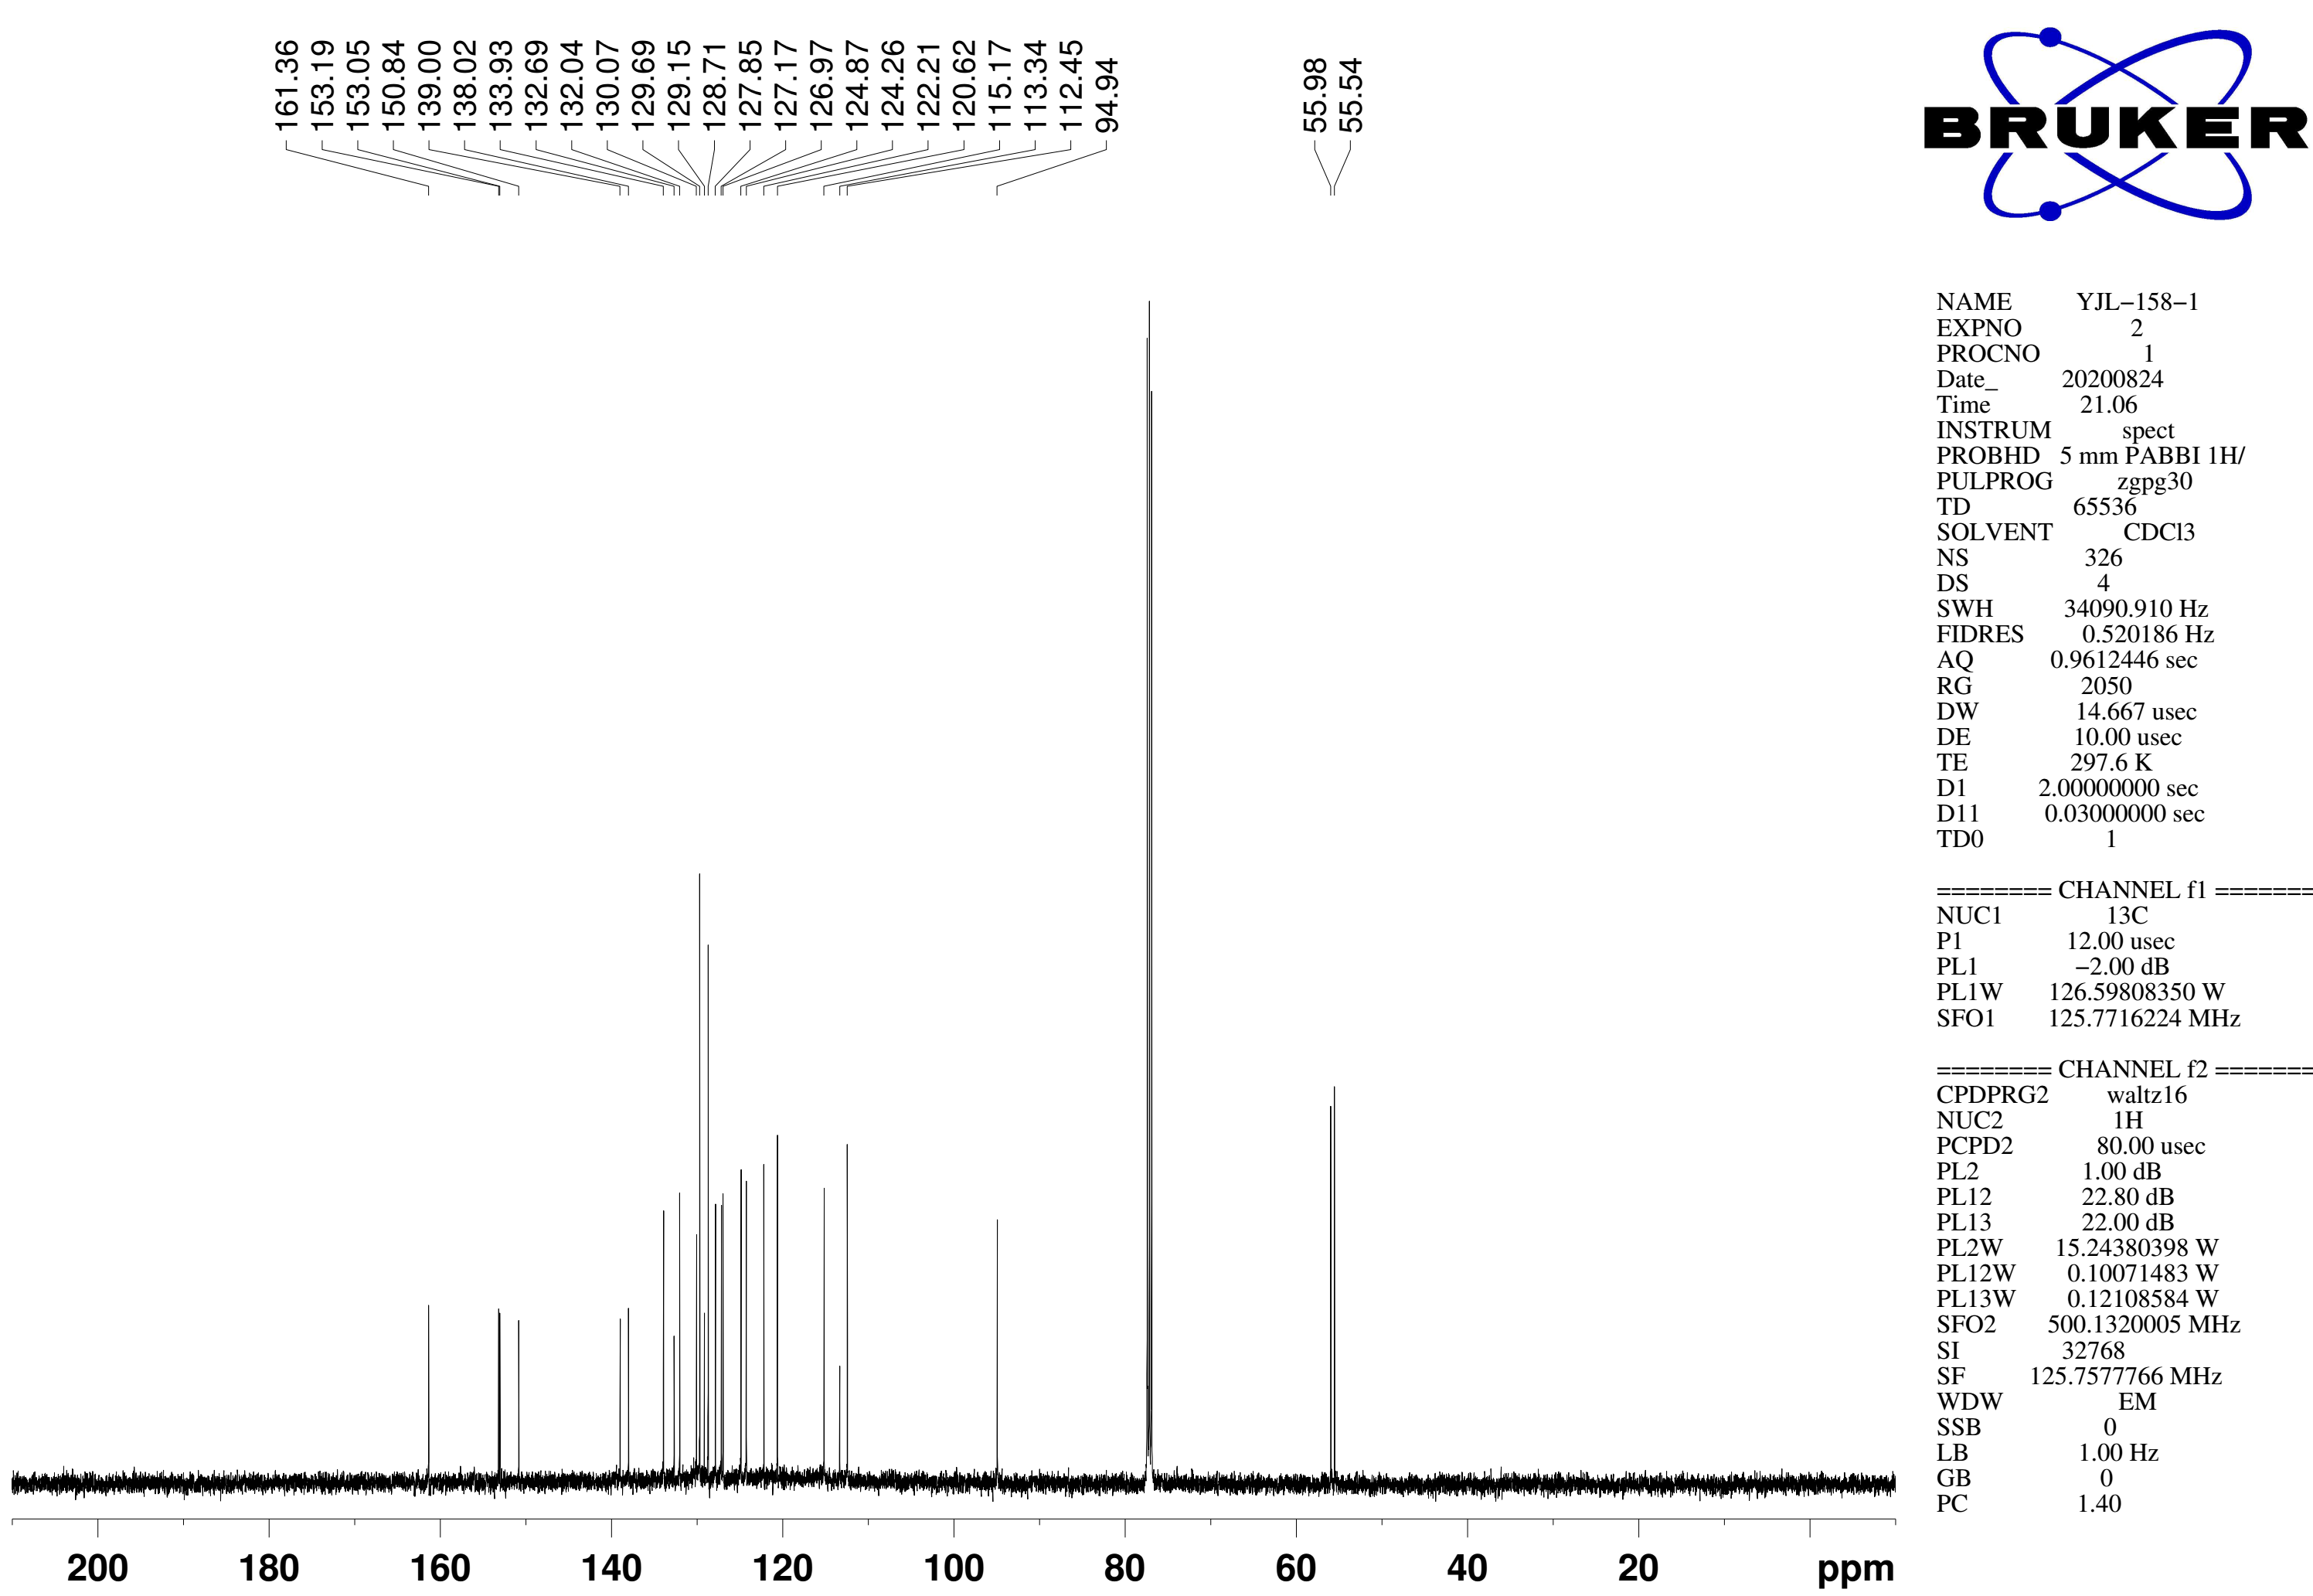 161.36
153.19
153.05
150.84
139.00
138.02
133.93
132.69
132.04
130.07
129.69
129.15
128.71
127.85
127.17
126.97
124.87
124.26
122.21
120.62
115.17
113.34
112.45
94.94
55.98
55.54
BRUKER
NAME YJL−158−1
EXPNO 2
PROCNO 1
Date_ 20200824
Time 21.06
INSTRUM spect
PROBHD 5 mm PABBI 1H/
PULPROG zgpg30
TD 65536
SOLVENT CDCl3
NS 326
DS 4
SWH 34090.910 Hz
FIDRES 0.520186 Hz
AQ 0.9612446 sec
RG 2050
DW 14.667 usec
DE 10.00 usec
TE 297.6 K
D1 2.00000000 sec
D11 0.03000000 sec
TD0 1
======== CHANNEL f1 =======
NUC1 13C
P1 12.00 usec
PL1 −2.00 dB
PL1W 126.59808350 W
SFO1 125.7716224 MHz
======== CHANNEL f2 =======
CPDPRG2 waltz16
NUC2 1H
PCPD2 80.00 usec
PL2 1.00 dB
PL12 22.80 dB
PL13 22.00 dB
PL2W 15.24380398 W
PL12W 0.10071483 W
PL13W 0.12108584 W
SFO2 500.1320005 MHz
SI 32768
SF 125.7577766 MHz
WDW EM
SSB 0
LB 1.00 Hz
GB 0
PC 1.40
200 180 160 140 120 100 80 60 40 20 ppm